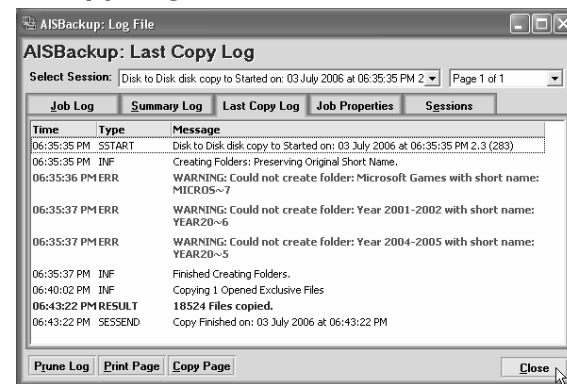 AISBackup: Log File
AISBackup: Last Copy Log
Select Session: Disk to Disk disk copy to Started on: 03 July 2006 at 06:35:35 PM 2 Page 1 of 1
Job Log Summary Log Last Copy Log Job Properties Sessions
Time Type Message
06:35:35 PM SSTART Disk to Disk disk copy to Started on: 03 July 2006 at 06:35:35 PM 2.3 (283)
06:35:35 PM INF Creating Folders: Preserving Original Short Name.
06:35:36 PM ERR WARNING: Could not create folder: Microsoft Games with short name:
MICROS~7
06:35:37 PM ERR WARNING: Could not create folder: Year 2001-2002 with short name:
YEAR20~6
06:35:37 PM ERR WARNING: Could not create folder: Year 2004-2005 with short name:
YEAR20~5
06:35:37 PM INF Finished Creating Folders.
06:40:02 PM INF Copying 1 Opened Exclusive Files
06:43:22 PM RESULT 18524 Files copied.
06:43:22 PM SESSEND Copy Finished on: 03 July 2006 at 06:43:22 PM
Prune Log Print Page Copy Page Close